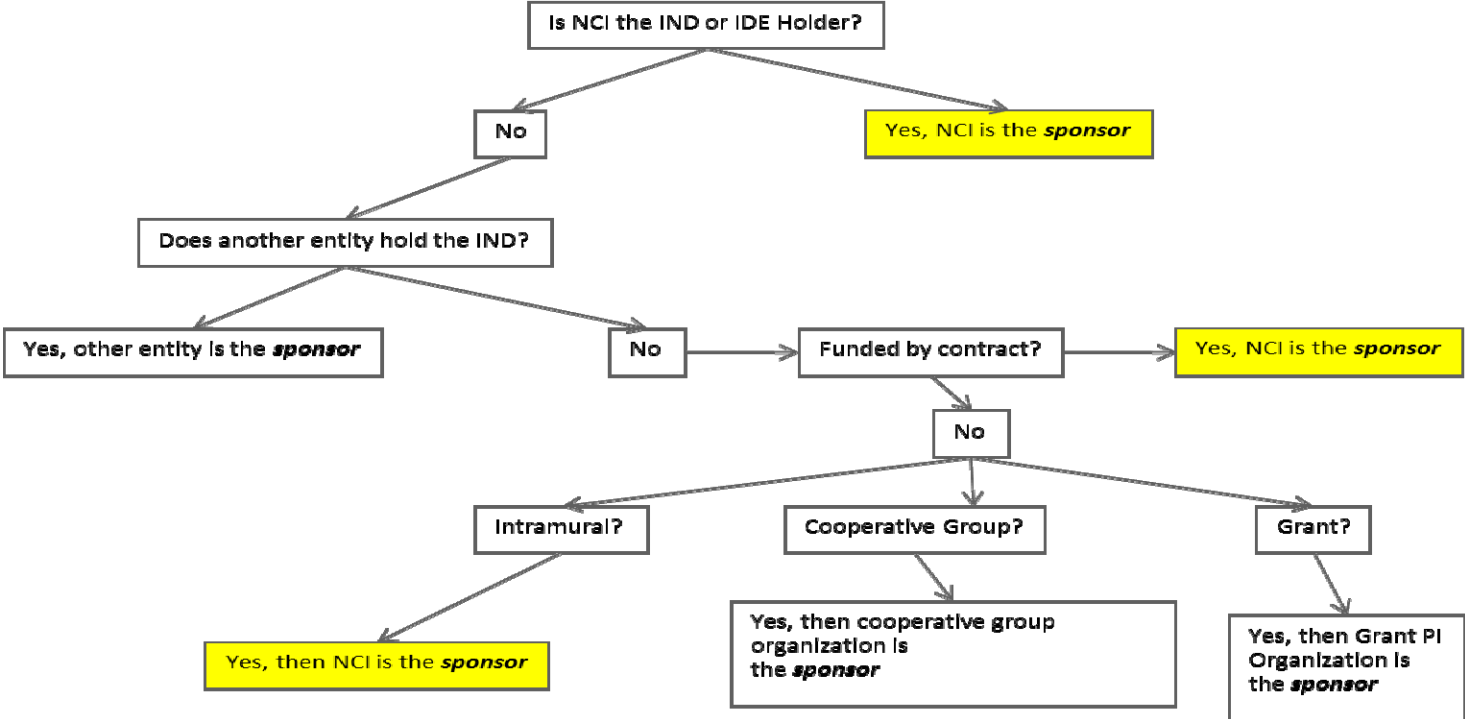 Is NCI the IND or IDE Holder?
No
Yes, NCI is the sponsor
Does another entity hold the IND?
Yes, other entity is the sponsor
No
Funded by contract?
Yes, NCI is the sponsor
No
Intramural?
Cooperative Group?
Grant?
Yes, then NCI is the sponsor
Yes, then cooperative group
organization is
the sponsor
Yes, then Grant PI
Organization is
the sponsor